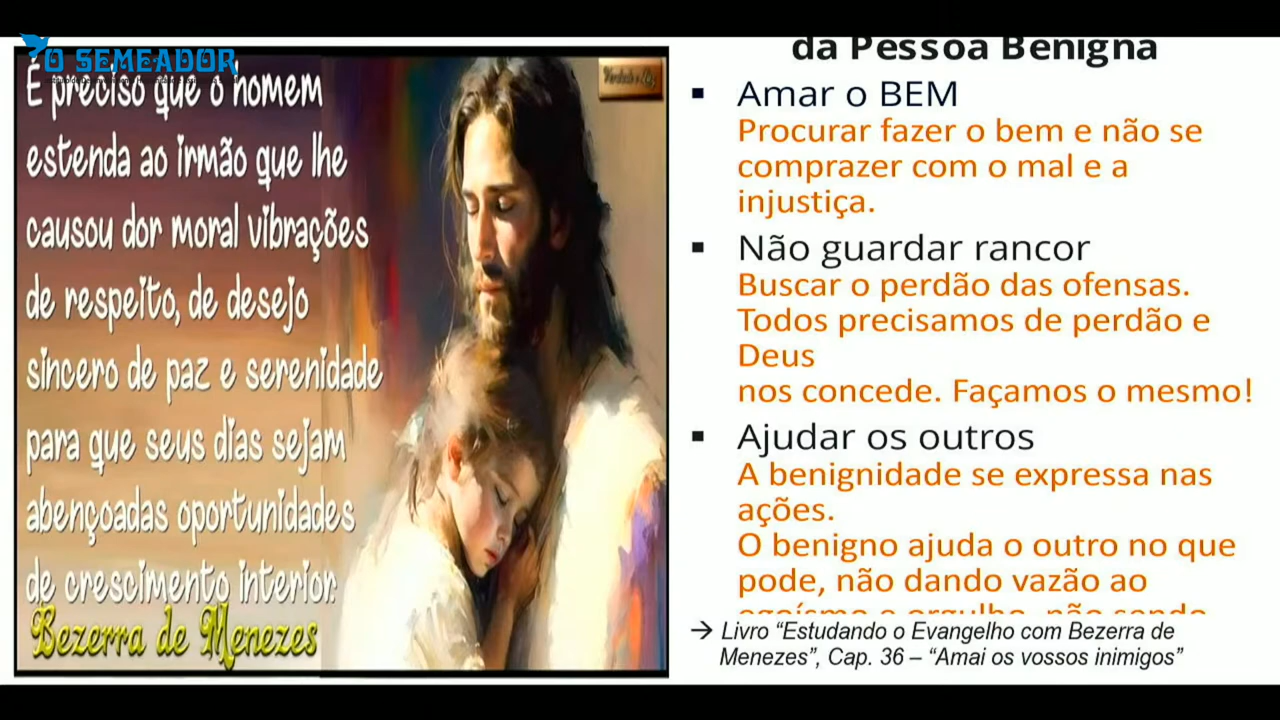 O SEMEADOR
É preciso que o homem
estenda ao irmão que lhe
causou dor moral vibrações
de respeito, de desejo
sincero de paz e serenidade
para que seus dias sejam
abençoadas oportunidades
de crescimento interior.
Bezerra de Menezes
da Pessoa Benigna
▪ Amar o BEM
Procurar fazer o bem e não se
comprazer com o mal e a
injustiça.
▪ Não guardar rancor
Buscar o perdão das ofensas.
Todos precisamos de perdão e
Deus
nos concede. Façamos o mesmo!
▪ Ajudar os outros
A benignidade se expressa nas
ações.
O benigno ajuda o outro no que
pode, não dando vazão ao
egoísmo e orgulho, não sendo
→ Livro “Estudando o Evangelho com Bezerra de
Menezes”, Cap. 36 – “Amai os vossos inimigos”